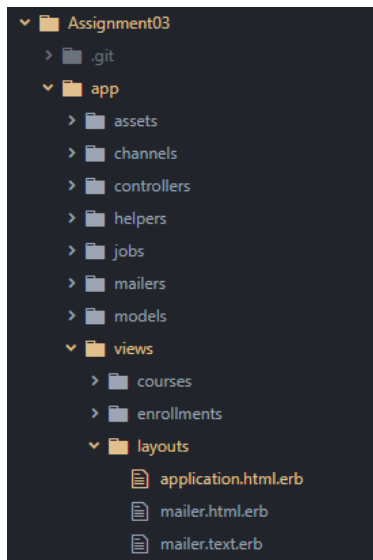 Assignment03
.git
app
assets
channels
controllers
helpers
jobs
mailers
models
views
courses
enrollments
layouts
application.html.erb
mailer.html.erb
mailer.text.erb